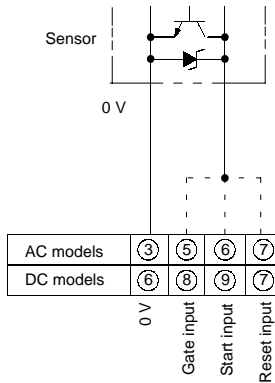 Sensor
0 V
AC models 3 5 6 7
DC models 6 8 9 7
0 V
Gate input
Start input
Reset input